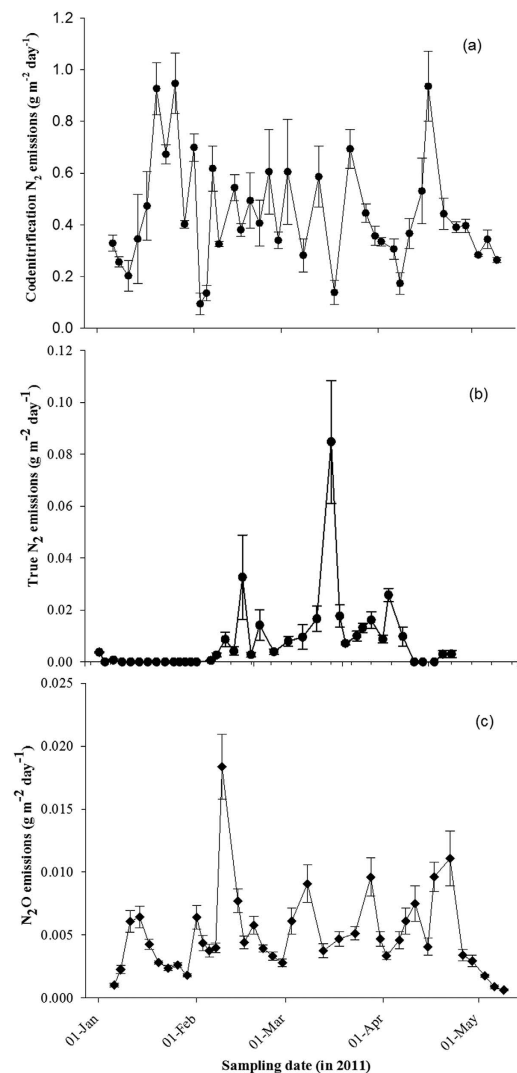 (a)
Codenitrification N₂ emissions (g m⁻² day⁻¹)
1.2
1.0
0.8
0.6
0.4
0.2
0.0
(b)
True N₂ emissions (g m⁻² day⁻¹)
0.12
0.10
0.08
0.06
0.04
0.02
0.00
(c)
N₂O emissions (g m⁻² day⁻¹)
0.025
0.020
0.015
0.010
0.005
0.000
01-Jan 01-Feb 01-Mar 01-Apr 01-May
Sampling date (in 2011)